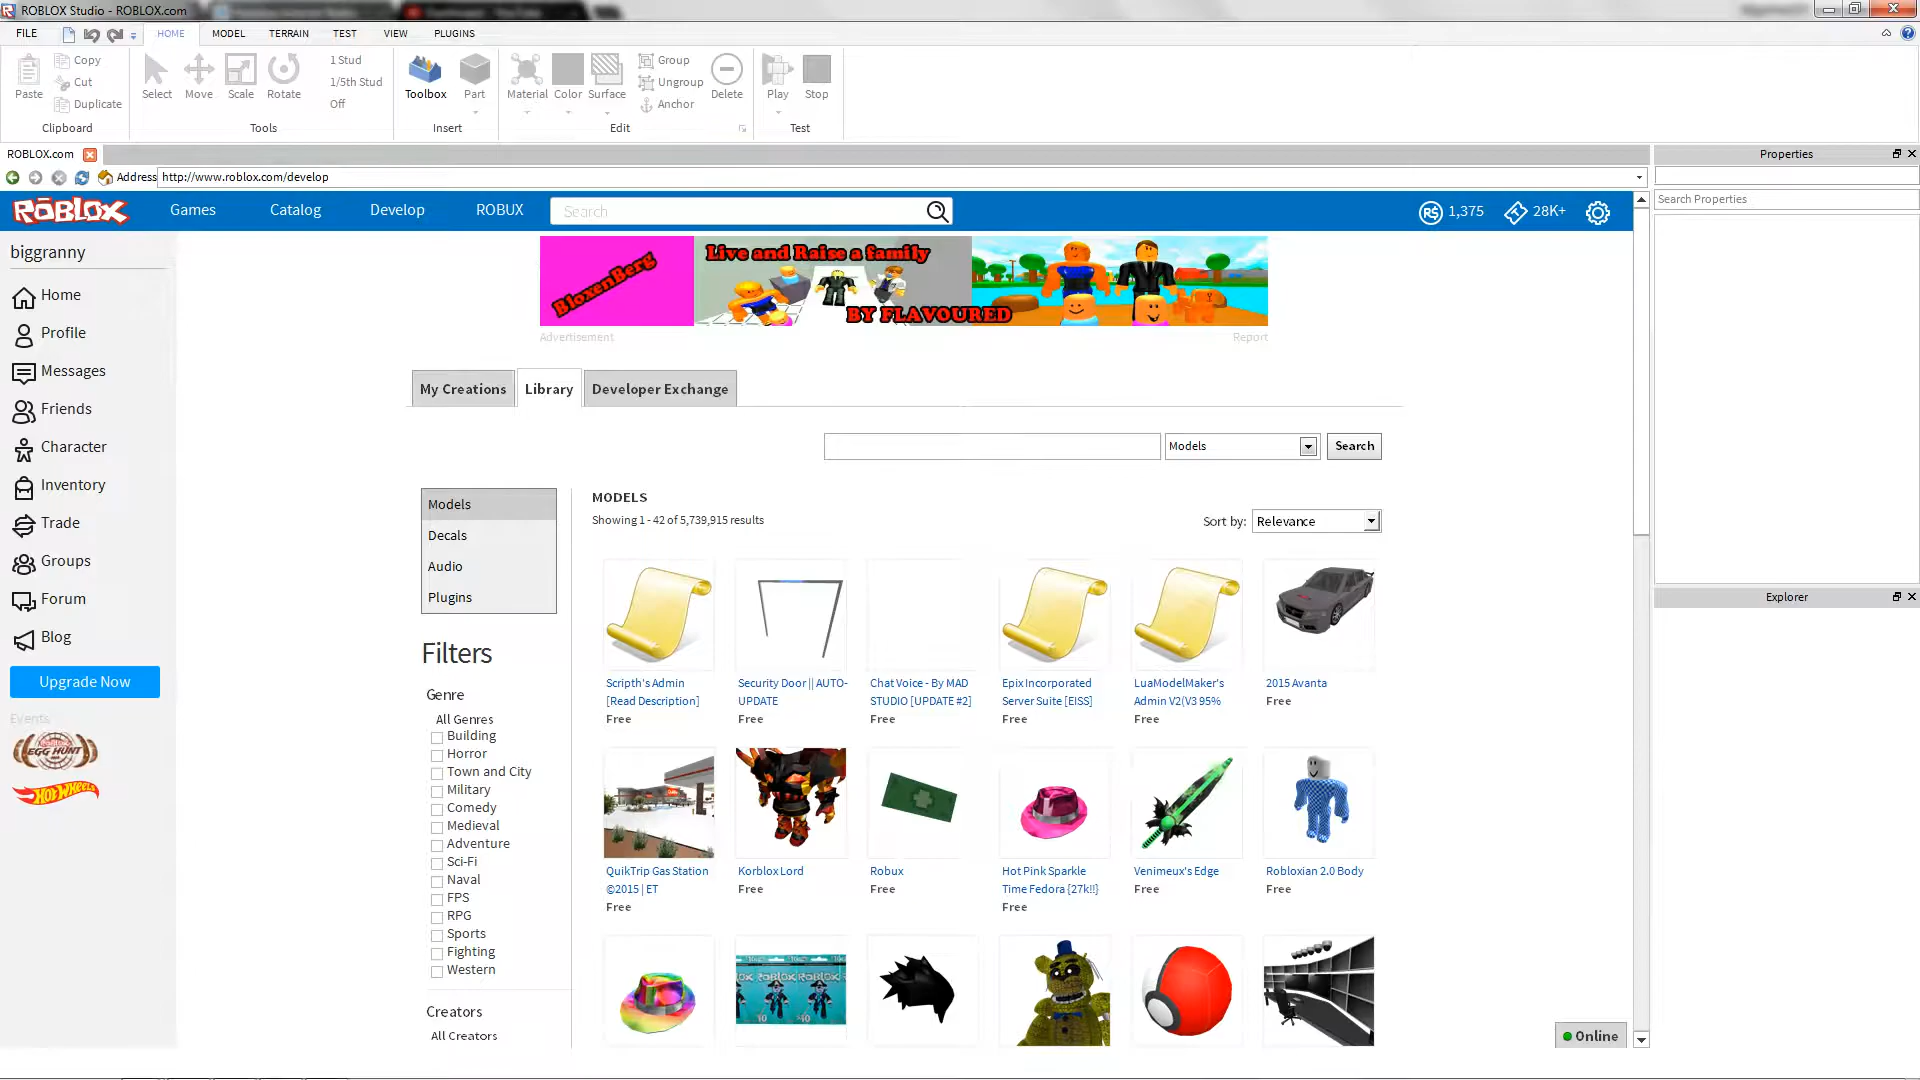 ROBLOX Studio - ROBLOX.com
FILE HOME MODEL TERRAIN TEST VIEW PLUGINS
Paste
Copy
Cut
Duplicate
Clipboard
Select Move Scale Rotate
1 Stud
1/5th Stud
Off
Tools
Toolbox Part
Insert
Material Color Surface
Group
Ungroup
Anchor
Delete
Edit
Play Stop
Test
ROBLOX.com
Address http://www.roblox.com/develop
Properties
Search Properties
Explorer
ROBLOX Games Catalog Develop ROBUX Search R$ 1,375 28K+
biggranny
Home
Profile
Messages
Friends
Character
Inventory
Trade
Groups
Forum
Blog
Upgrade Now
Events
ROBLOX EGG HUNT
HOT WHEELS
BloxenBerg
Live and Raise a family
BY FLAVOURED
Advertisement Report
My Creations Library Developer Exchange
Models Search
Models
Decals
Audio
Plugins
Filters
Genre
All Genres
Building
Horror
Town and City
Military
Comedy
Medieval
Adventure
Sci-Fi
Naval
FPS
RPG
Sports
Fighting
Western
Creators
All Creators
MODELS
Showing 1 - 42 of 5,739,915 results
Sort by: Relevance
Scripth's Admin
[Read Description]
Free
Security Door || AUTO-
UPDATE
Free
Chat Voice - By MAD
STUDIO [UPDATE #2]
Free
Epix Incorporated
Server Suite [EISS]
Free
LuaModelMaker's
Admin V2(V3 95%
Free
2015 Avanta
Free
QuikTrip Gas Station
©2015 | ET
Free
Korblox Lord
Free
Robux
Free
Hot Pink Sparkle
Time Fedora {27k!!}
Free
Venimeux's Edge
Free
Robloxian 2.0 Body
Free
Online